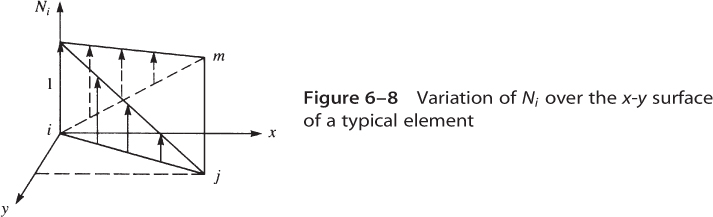 N_i
m
1
i
x
j
y
Figure 6–8 Variation of N_i over the x-y surface
of a typical element